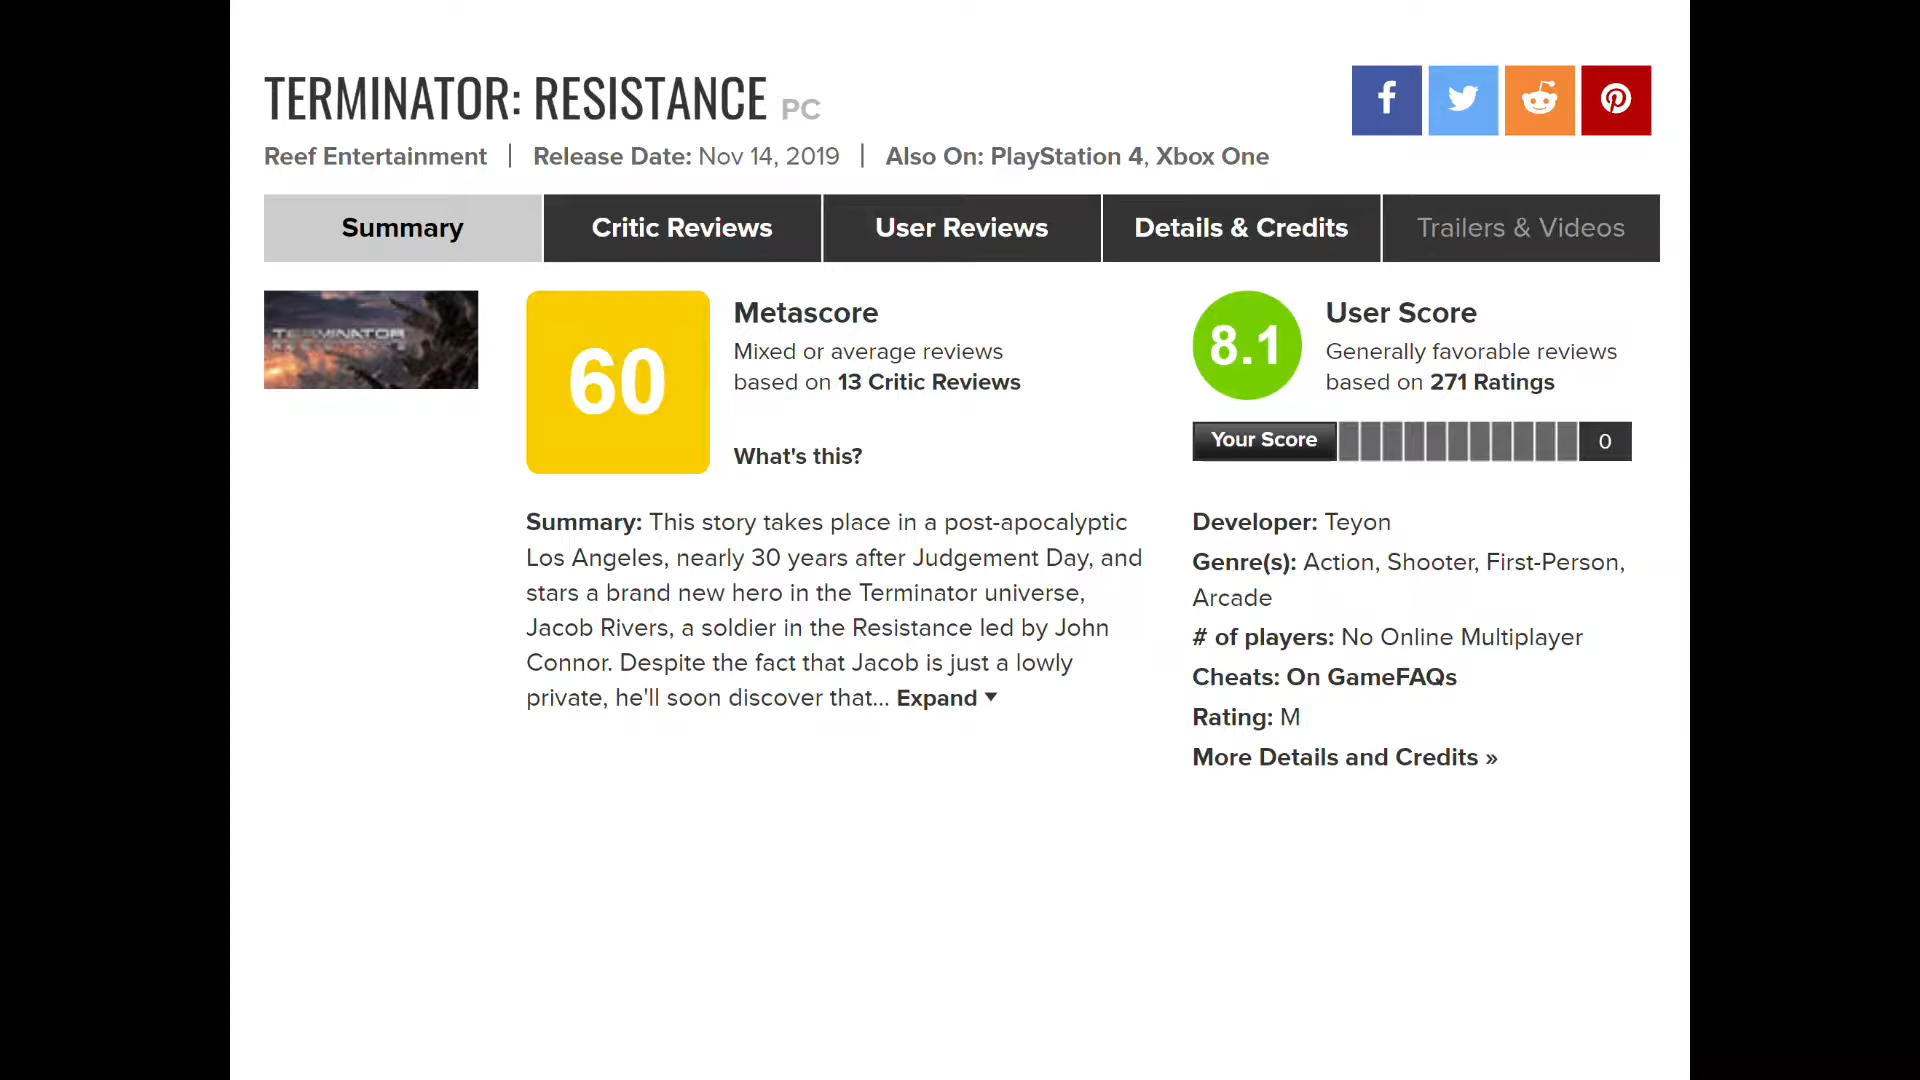 TERMINATOR: RESISTANCE PC
Reef Entertainment | Release Date: Nov 14, 2019 | Also On: PlayStation 4, Xbox One
Summary
Critic Reviews
User Reviews
Details & Credits
Trailers & Videos
TERMINATOR
60
Metascore
Mixed or average reviews
based on 13 Critic Reviews
What's this?
8.1
User Score
Generally favorable reviews
based on 271 Ratings
Your Score
0
Summary: This story takes place in a post-apocalyptic
Los Angeles, nearly 30 years after Judgement Day, and
stars a brand new hero in the Terminator universe,
Jacob Rivers, a soldier in the Resistance led by John
Connor. Despite the fact that Jacob is just a lowly
private, he'll soon discover that... Expand
Developer: Teyon
Genre(s): Action, Shooter, First-Person,
Arcade
# of players: No Online Multiplayer
Cheats: On GameFAQs
Rating: M
More Details and Credits »